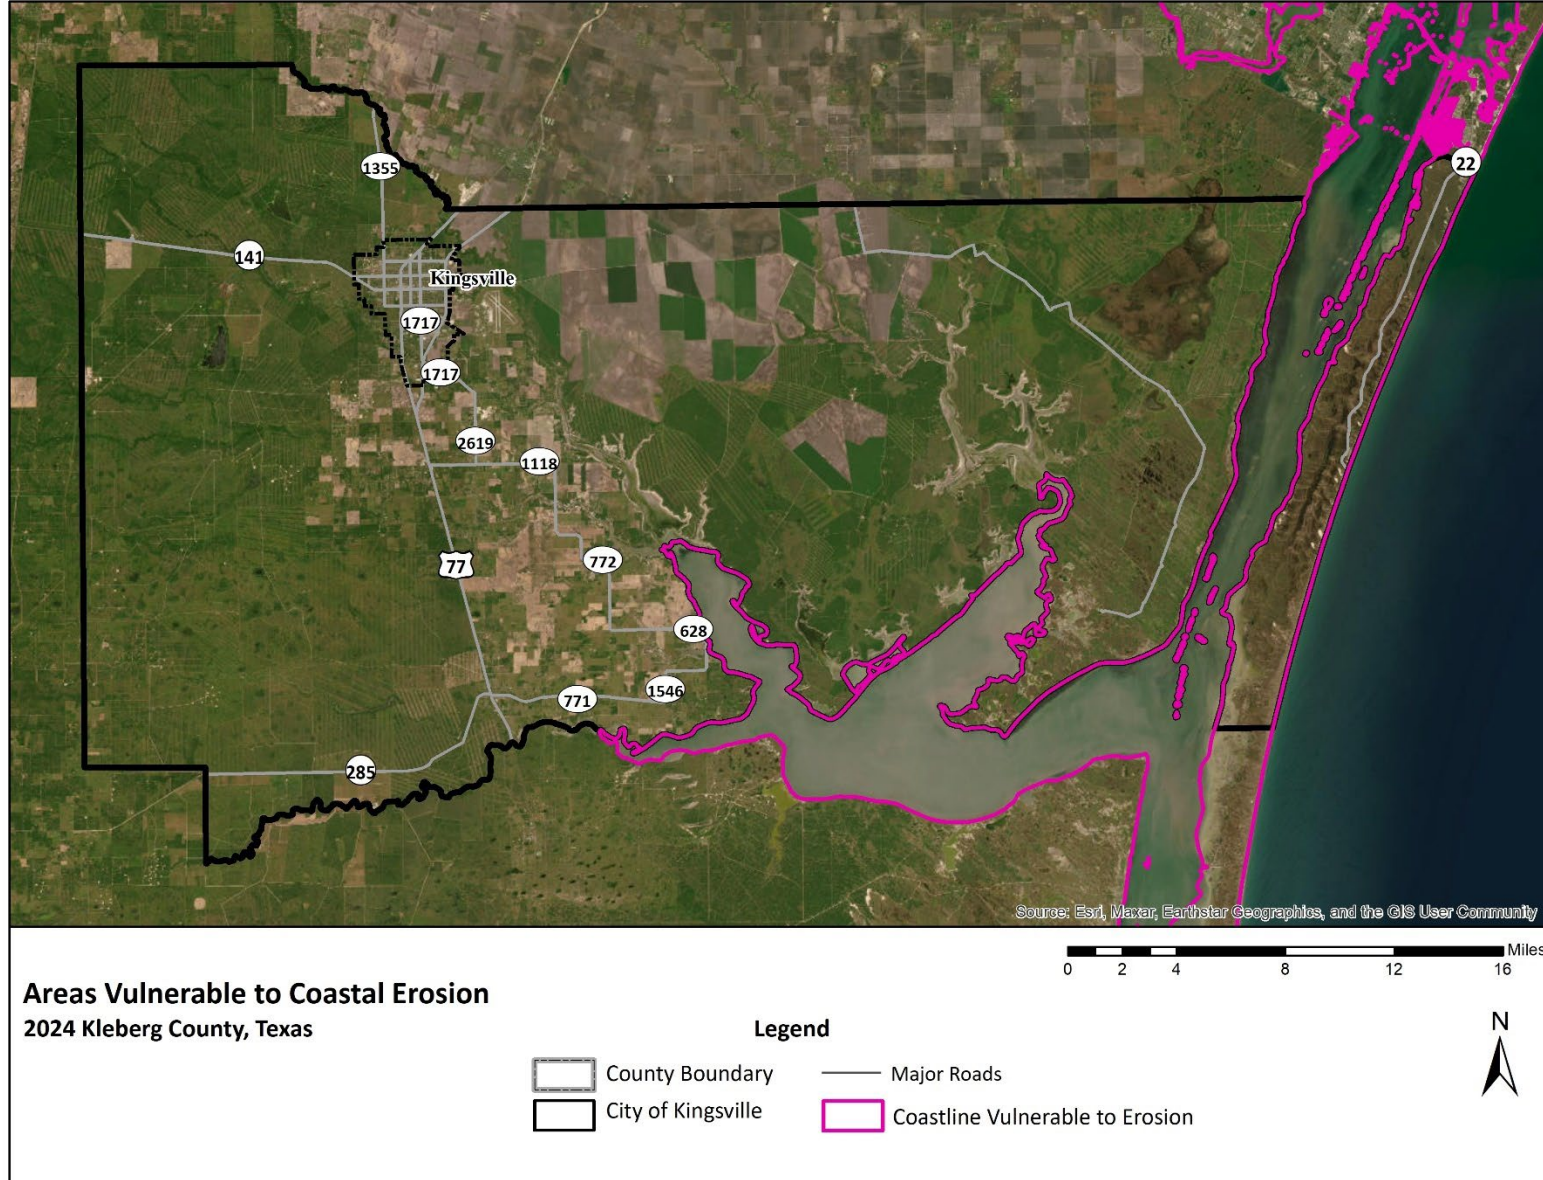 22
1355
141
Kingsville
1717
1717
2619
1118
77
772
628
1546
771
285
Source: Esri, Maxar, Earthstar Geographics, and the GIS User Community
Miles
0 2 4 8 12 16
Areas Vulnerable to Coastal Erosion
2024 Kleberg County, Texas
Legend
N
County Boundary
Major Roads
City of Kingsville
Coastline Vulnerable to Erosion